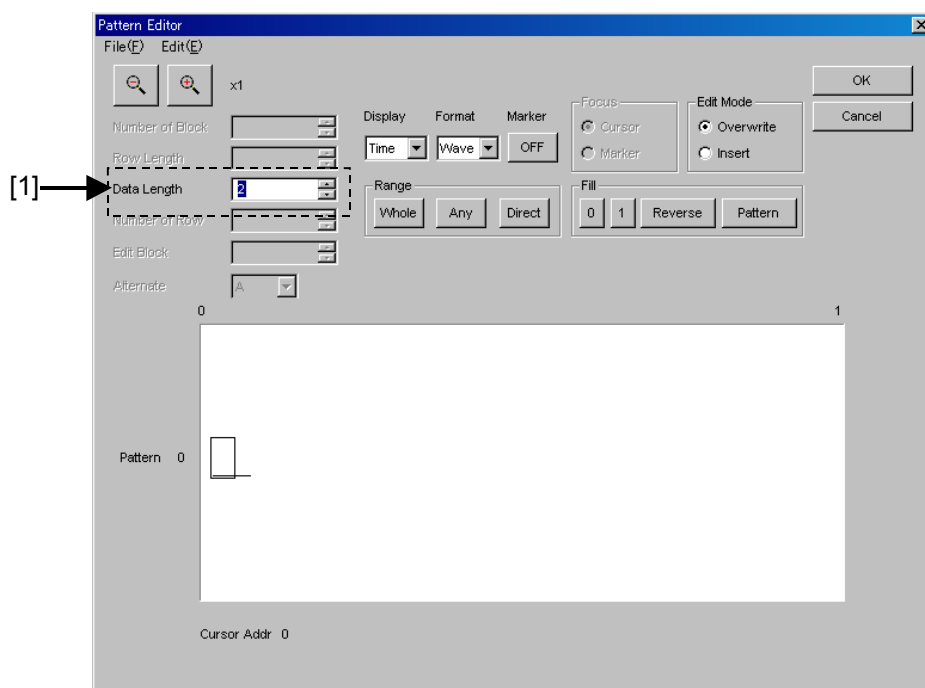 Pattern Editor
File(F) Edit(E)
x1
OK
Cancel
Number of Block
Row Length
[1]
Data Length 2
Number of Row
Edit Block
Alternate A
Display Format Marker
Time Wave OFF
Focus
Cursor
Marker
Edit Mode
Overwrite
Insert
Range
Whole Any Direct
Fill
0 1 Reverse Pattern
0 1
Pattern 0
Cursor Addr 0